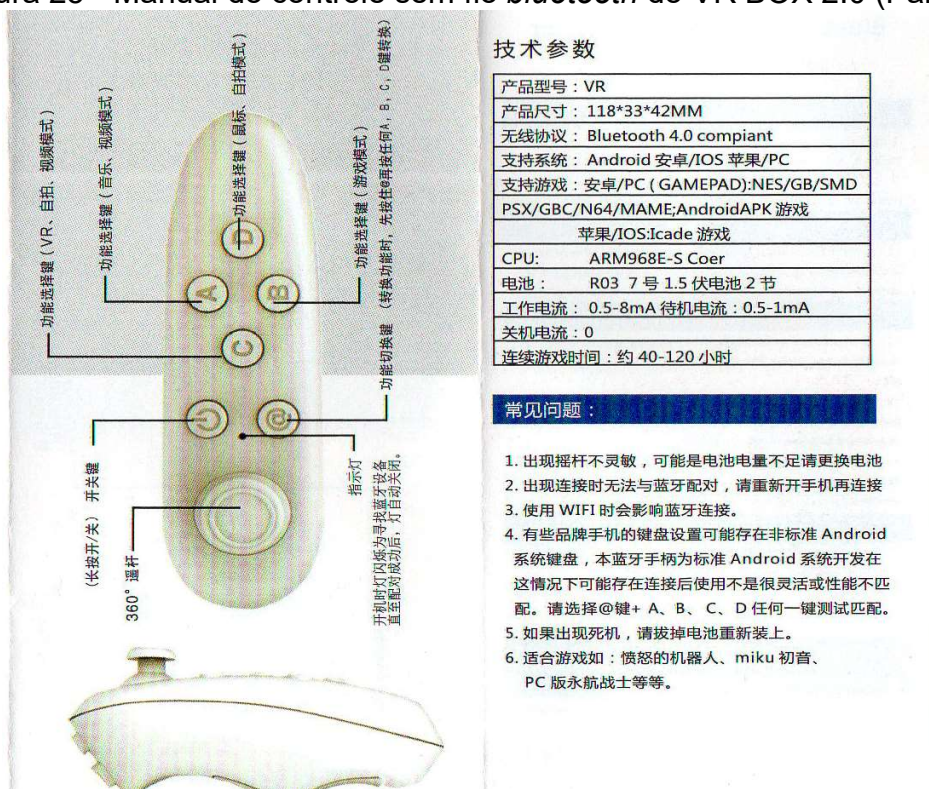 Manual do controle sem fio bluetooth do VR BOX 2.0
功能选择键（VR、自拍、视频模式）
功能选择键（音乐、视频模式）
功能选择键（鼠标、自拍模式）
功能选择键（游戏模式）
功能切换键 （转换功能时，先按住@再按任何A，B，C，D键转换）
D
A
B
C
@
（长按开/关） 开关键
360° 遥杆
指示灯
开机时灯闪烁为寻找蓝牙设备
直至配对成功后，灯自动关闭。
技术参数
产品型号：VR
产品尺寸： 118*33*42MM
无线协议： Bluetooth 4.0 compiant
支持系统： Android 安卓/IOS 苹果/PC
支持游戏：安卓/PC ( GAMEPAD):NES/GB/SMD
PSX/GBC/N64/MAME;AndroidAPK 游戏
苹果/IOS:Icade 游戏
CPU: ARM968E-S Coer
电池： R03 7 号 1.5 伏电池 2 节
工作电流： 0.5-8mA 待机电流：0.5-1mA
关机电流：0
连续游戏时间：约 40-120 小时
常见问题：
1. 出现摇杆不灵敏，可能是电池电量不足请更换电池
2. 出现连接时无法与蓝牙配对，请重新开手机再连接
3. 使用 WIFI 时会影响蓝牙连接。
4. 有些品牌手机的键盘设置可能存在非标准 Android
系统键盘，本蓝牙手柄为标准 Android 系统开发在
这情况下可能存在连接后使用不是很灵活或性能不匹
配。请选择@键+ A、B、C、D 任何一键测试匹配。
5. 如果出现死机，请拔掉电池重新装上。
6. 适合游戏如：愤怒的机器人、miku 初音、
PC 版永航战士等等。